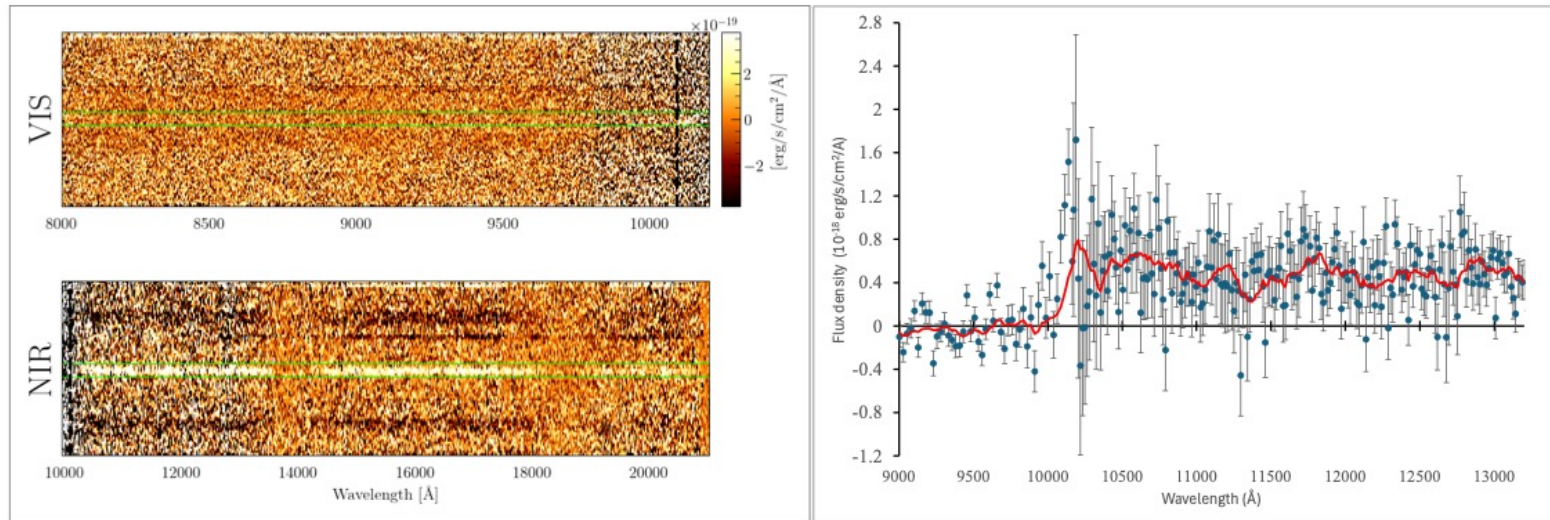 ×10⁻¹⁹
VIS
2
0
−2
[erg/s/cm²/Å]
8000 8500 9000 9500 10000
NIR
10000 12000 14000 16000 18000 20000
Wavelength [Å]
2.8
2.4
2
1.6
1.2
0.8
0.4
0
-0.4
-0.8
-1.2
Flux density (10⁻¹⁸ erg/s/cm²/A)
9000 9500 10000 10500 11000 11500 12000 12500 13000
Wavelength (Å)